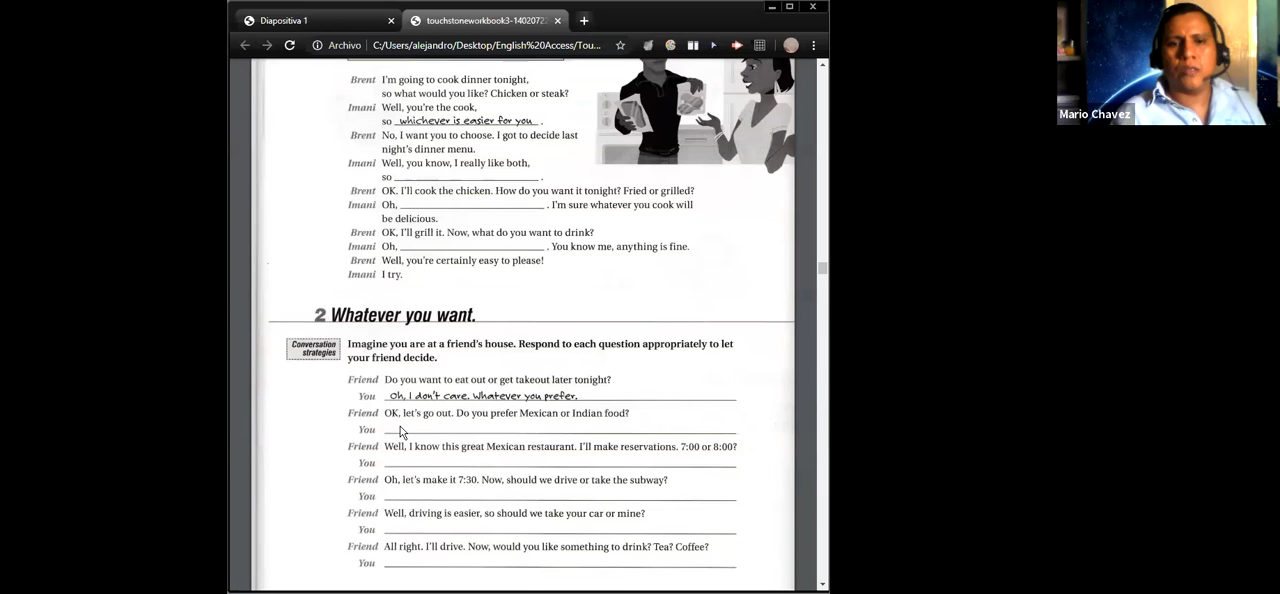 Diapositiva 1
touchstoneworkbook3-1402072
Archivo
C:/Users/alejandro/Desktop/English%20Access/Tou...
Mario Chavez
Brent I'm going to cook dinner tonight,
so what would you like? Chicken or steak?
Imani Well, you're the cook,
so whichever is easier for you .
Brent No, I want you to choose. I got to decide last
night's dinner menu.
Imani Well, you know, I really like both,
so ______________ .
Brent OK. I'll cook the chicken. How do you want it tonight? Fried or grilled?
Imani Oh, ______________ . I'm sure whatever you cook will
be delicious.
Brent OK, I'll grill it. Now, what do you want to drink?
Imani Oh, ______________ . You know me, anything is fine.
Brent Well, you're certainly easy to please!
Imani I try.
2 Whatever you want.
Conversation
strategies
Imagine you are at a friend's house. Respond to each question appropriately to let
your friend decide.
Friend Do you want to eat out or get takeout later tonight?
You Oh, I don't care. Whatever you prefer.
Friend OK, let's go out. Do you prefer Mexican or Indian food?
You
Friend Well, I know this great Mexican restaurant. I'll make reservations. 7:00 or 8:00?
You
Friend Oh, let's make it 7:30. Now, should we drive or take the subway?
You
Friend Well, driving is easier, so should we take your car or mine?
You
Friend All right. I'll drive. Now, would you like something to drink? Tea? Coffee?
You